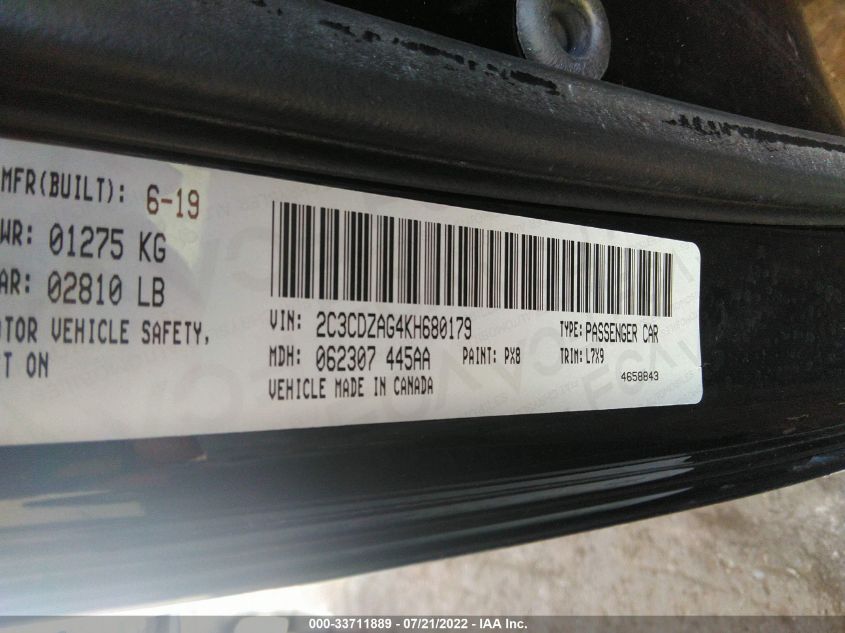 MFR(BUILT): 6-19
WR: 01275 KG
AR: 02810 LB
OTOR VEHICLE SAFETY,
T ON
VIN: 2C3CDZAG4KH680179 TYPE: PASSENGER CAR
MDH: 062307 445AA PAINT: PX8 TRIM: L7X9
VEHICLE MADE IN CANADA 4658843
000-33711889 - 07/21/2022 - IAA Inc.